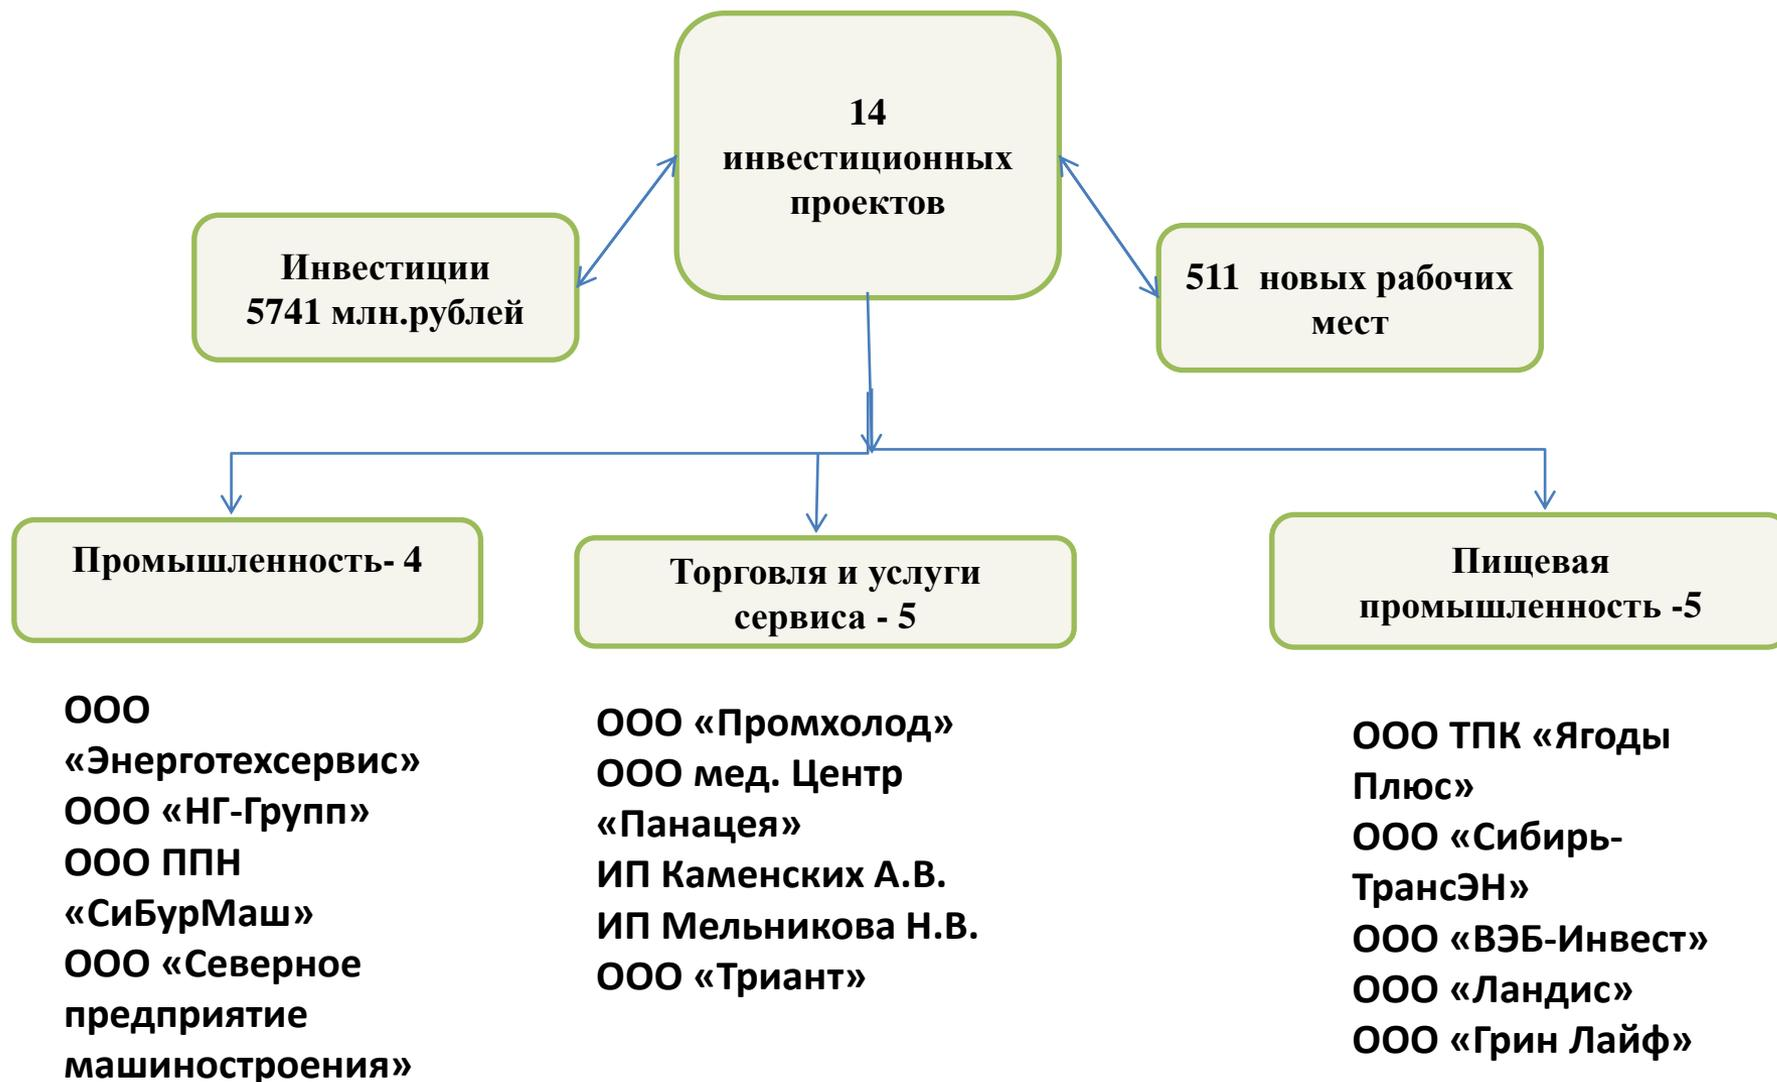 14
инвестиционных
проектов
Инвестиции
5741 млн.рублей
511  новых рабочих
мест
Промышленность- 4
Торговля и услуги
сервиса - 5
Пищевая
промышленность -5
ООО
«Энерготехсервис»
ООО «НГ-Групп»
ООО ППН
«СиБурМаш»
ООО «Северное
предприятие
машиностроения»
ООО «Промхолод»
ООО мед. Центр
«Панацея»
ИП Каменских А.В.
ИП Мельникова Н.В.
ООО «Триант»
ООО ТПК «Ягоды
Плюс»
ООО «Сибирь-
ТрансЭН»
ООО «ВЭБ-Инвест»
ООО «Ландис»
ООО «Грин Лайф»